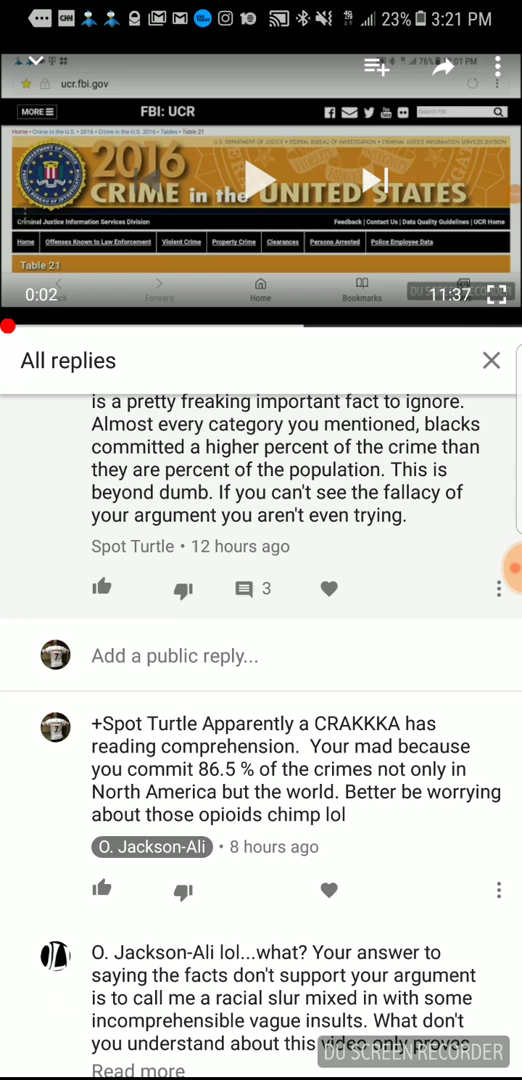 CNN
10
4G
23% 3:21 PM
76%
ucr.fbi.gov
MORE
FBI: UCR
Home • Crime in the U.S. • 2016 • Crime in the U.S. 2016 • Tables • Table 21
U.S. DEPARTMENT OF JUSTICE • FEDERAL BUREAU OF INVESTIGATION • CRIMINAL JUSTICE INFORMATION SERVICES DIVISION
2016
CRIME in the UNITED STATES
Criminal Justice Information Services Division
Feedback | Contact Us | Data Quality Guidelines | UCR Home
Home Offenses Known to Law Enforcement Violent Crime Property Crime Clearances Persons Arrested Police Employee Data
Table 21
0:02
Forward Home Bookmarks
11:37
All replies
is a pretty freaking important fact to ignore.
Almost every category you mentioned, blacks
committed a higher percent of the crime than
they are percent of the population. This is
beyond dumb. If you can't see the fallacy of
your argument you aren't even trying.
Spot Turtle • 12 hours ago
3
Add a public reply...
+Spot Turtle Apparently a CRAKKKA has
reading comprehension. Your mad because
you commit 86.5 % of the crimes not only in
North America but the world. Better be worrying
about those opioids chimp lol
O. Jackson-Ali • 8 hours ago
O. Jackson-Ali lol...what? Your answer to
saying the facts don't support your argument
is to call me a racial slur mixed in with some
incomprehensible vague insults. What don't
you understand about this video only proves
DU SCREEN RECORDER
Read more